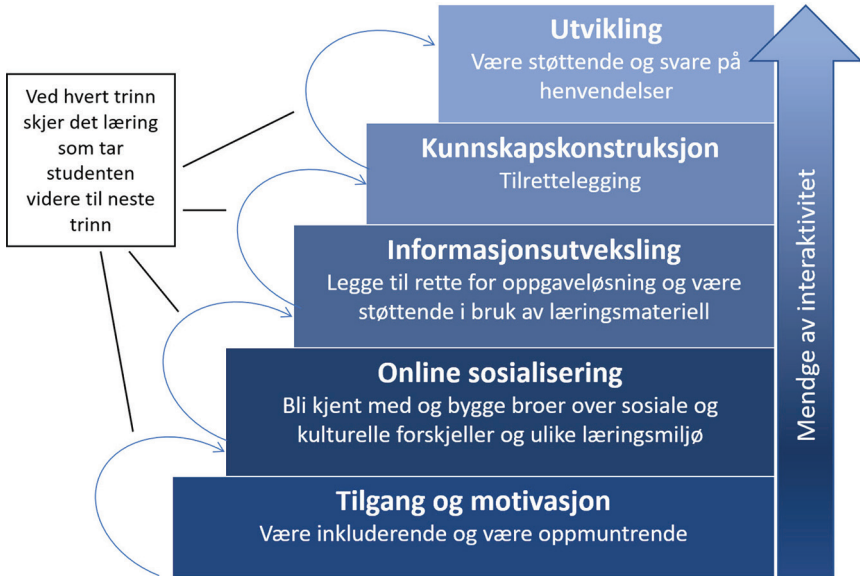 Utvikling
Være støttende og svare på
henvendelser
Ved hvert trinn
skjer det læring
som tar
studenten
videre til neste
trinn
Kunnskapskonstruksjon
Tilrettelegging
Informasjonsutveksling
Legge til rette for oppgaveløsning og være
støttende i bruk av læringsmateriell
Online sosialisering
Bli kjent med og bygge broer over sosiale og
kulturelle forskjeller og ulike læringsmiljø
Tilgang og motivasjon
Være inkluderende og være oppmuntrende
Mendge av interaktivitet